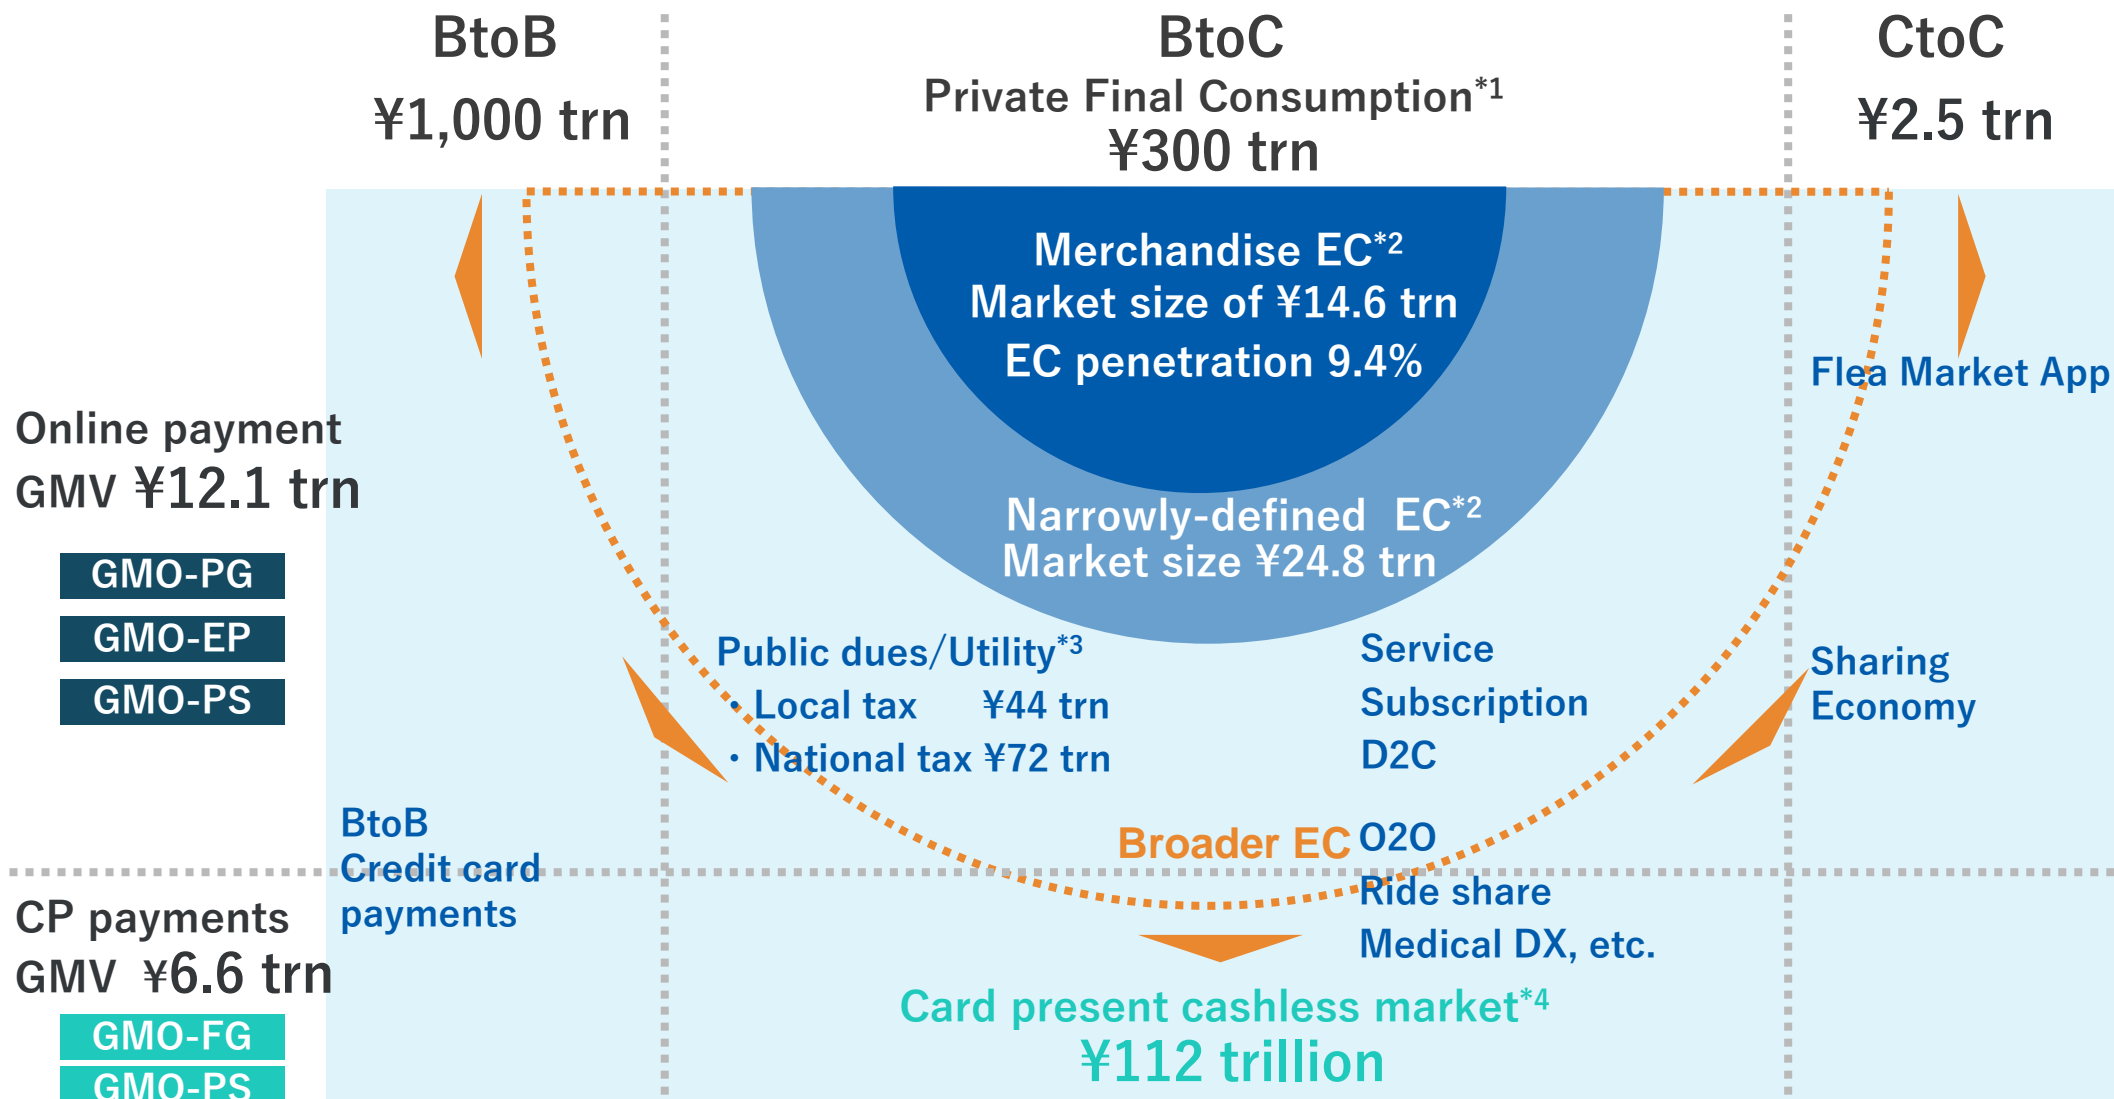 BtoB
¥1,000 trn
BtoC
Private Final Consumption*1
¥300 trn
CtoC
¥2.5 trn
Merchandise EC*2
Market size of ¥14.6 trn
EC penetration 9.4%
Narrowly-defined EC*2
Market size ¥24.8 trn
Flea Market App
Online payment
GMV ¥12.1 trn
GMO-PG
GMO-EP
GMO-PS
Public dues/Utility*3
・Local tax ¥44 trn
・National tax ¥72 trn
Service
Subscription
D2C
O2O
Ride share
Medical DX, etc.
Sharing
Economy
Broader EC
BtoB
Credit card
payments
CP payments
GMV ¥6.6 trn
GMO-FG
GMO-PS
Card present cashless market*4
¥112 trillion